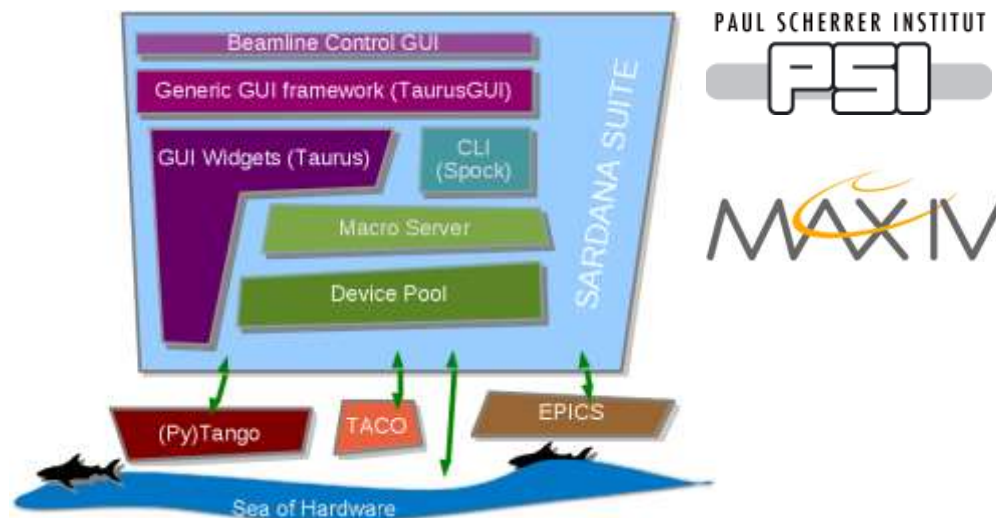 Beamline Control GUI
Generic GUI framework (TaurusGUI)
GUI Widgets (Taurus)
CLI
(Spock)
Macro Server
Device Pool
SARDANA SUITE
(Py)Tango
TACO
EPICS
Sea of Hardware
PAUL SCHERRER INSTITUT
PSI
MAX IV